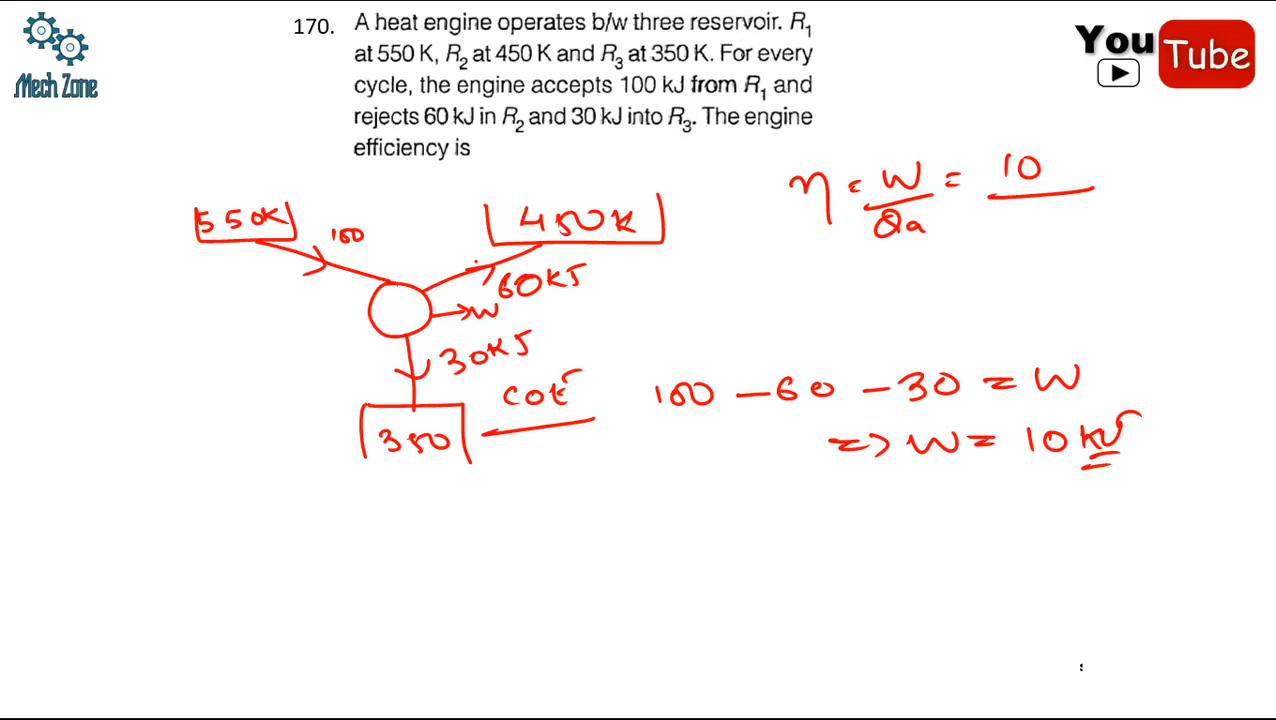 Mech Zone
You Tube
170. A heat engine operates b/w three reservoir. R₁
at 550 K, R₂ at 450 K and R₃ at 350 K. For every
cycle, the engine accepts 100 kJ from R₁ and
rejects 60 kJ in R₂ and 30 kJ into R₃. The engine
efficiency is
η = W/Qa = 10
550K
100
450K
60KJ
W
30KJ
350
COE
100 - 60 - 30 = W
=> W = 10 KJ